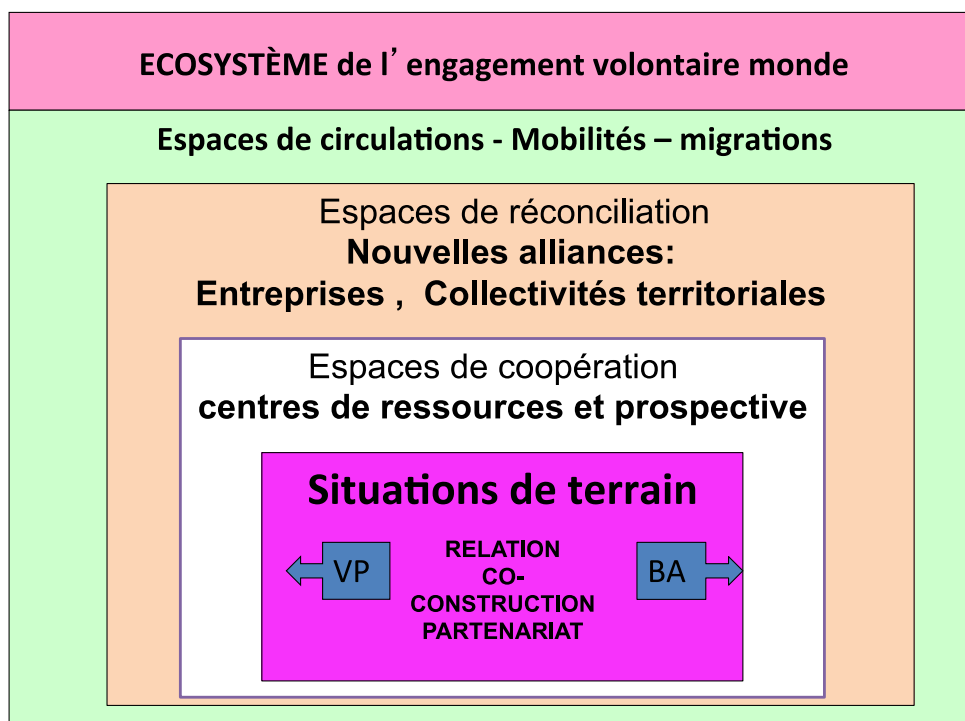 ECOSYSTÈME de l’ engagement volontaire monde
Espaces de circulations - Mobilités – migrations
Espaces de réconciliation
Nouvelles alliances:
Entreprises , Collectivités territoriales
Espaces de coopération
centres de ressources et prospective
Situations de terrain
VP
RELATION
CO-
CONSTRUCTION
PARTENARIAT
BA